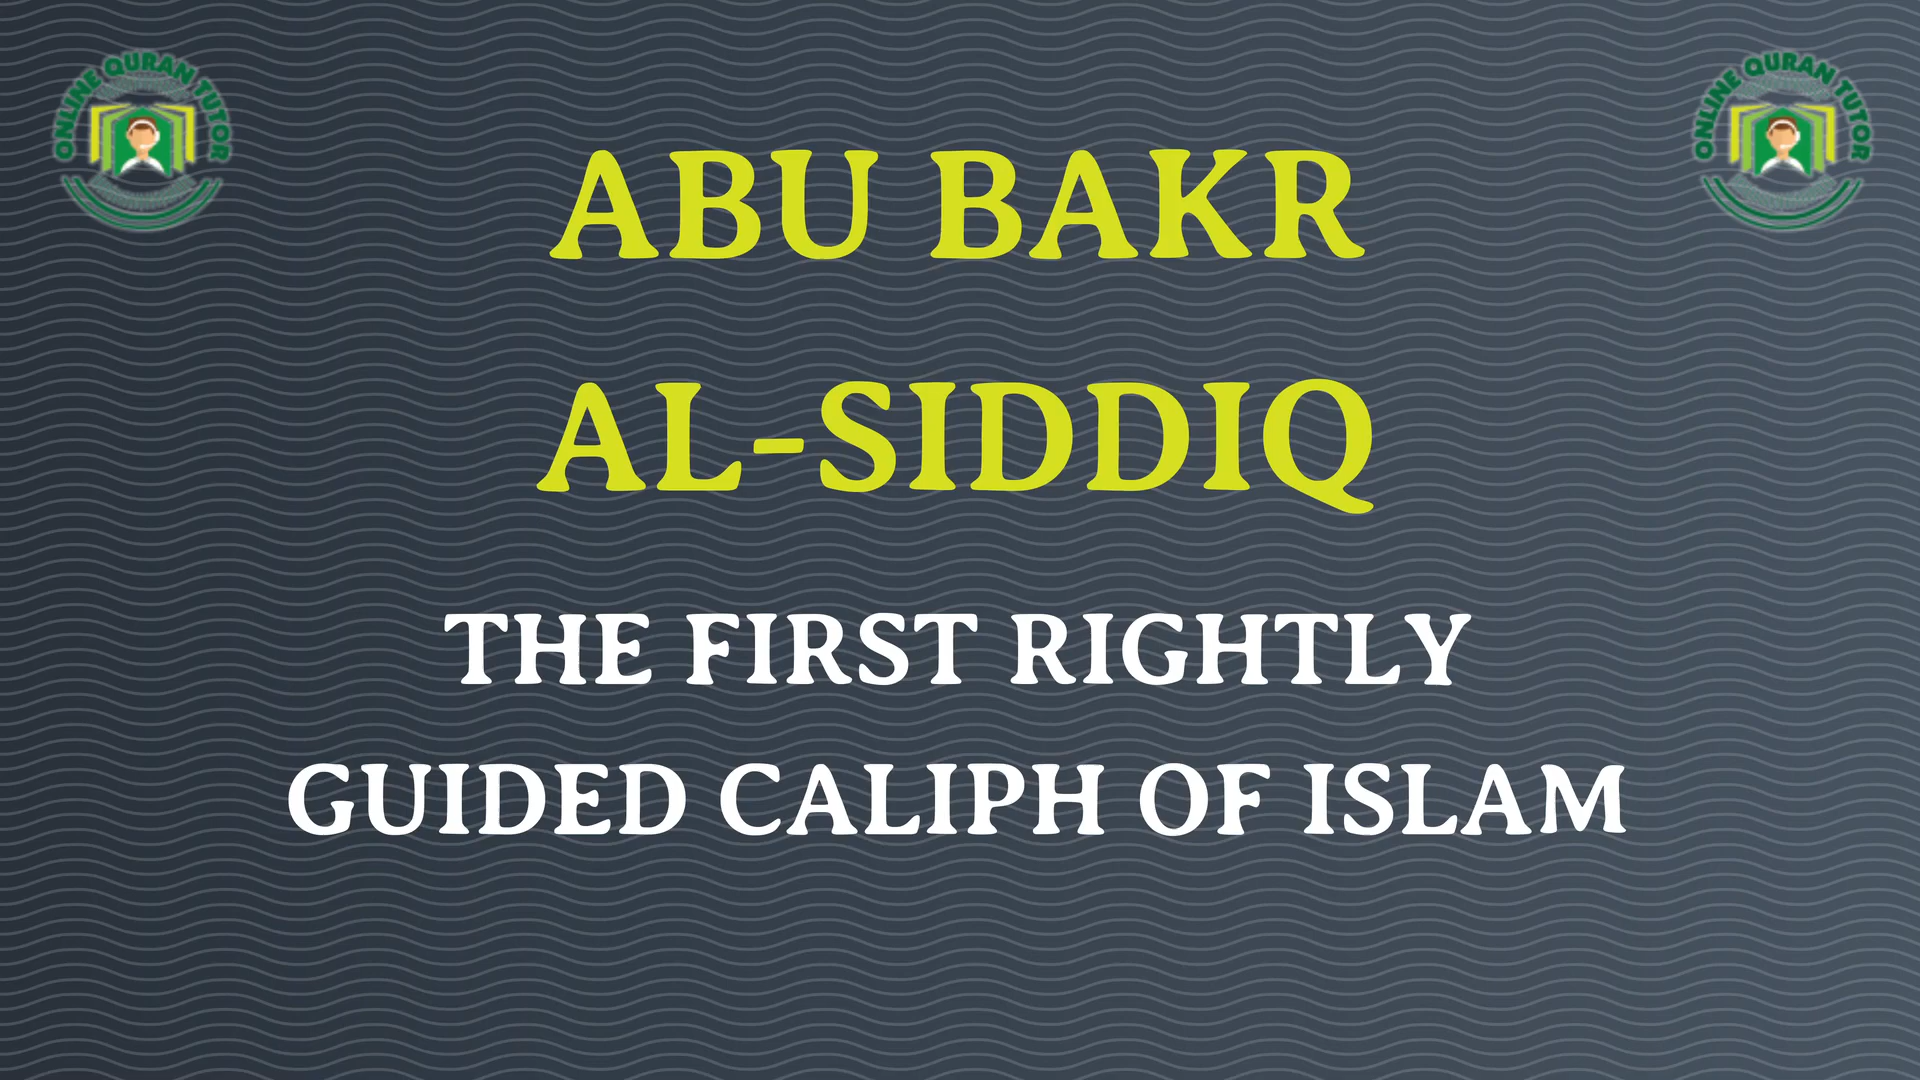 ONLINE QURAN TUTOR
ONLINE QURAN TUTOR
ABU BAKR
AL-SIDDIQ
THE FIRST RIGHTLY
GUIDED CALIPH OF ISLAM